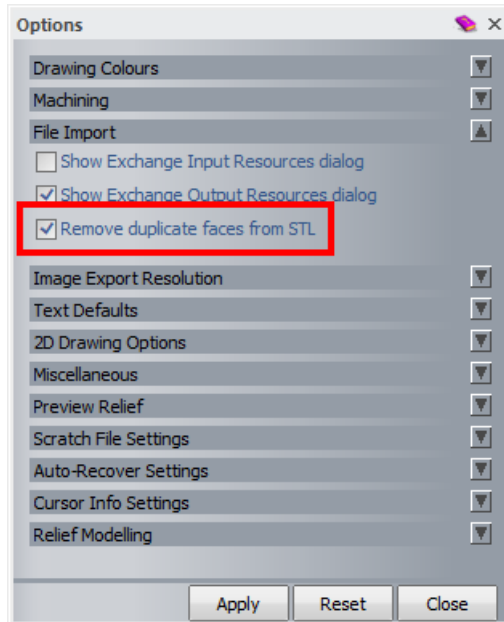 Options
Drawing Colours
Machining
File Import
Show Exchange Input Resources dialog
Show Exchange Output Resources dialog
Remove duplicate faces from STL
Image Export Resolution
Text Defaults
2D Drawing Options
Miscellaneous
Preview Relief
Scratch File Settings
Auto-Recover Settings
Cursor Info Settings
Relief Modelling
Apply Reset Close